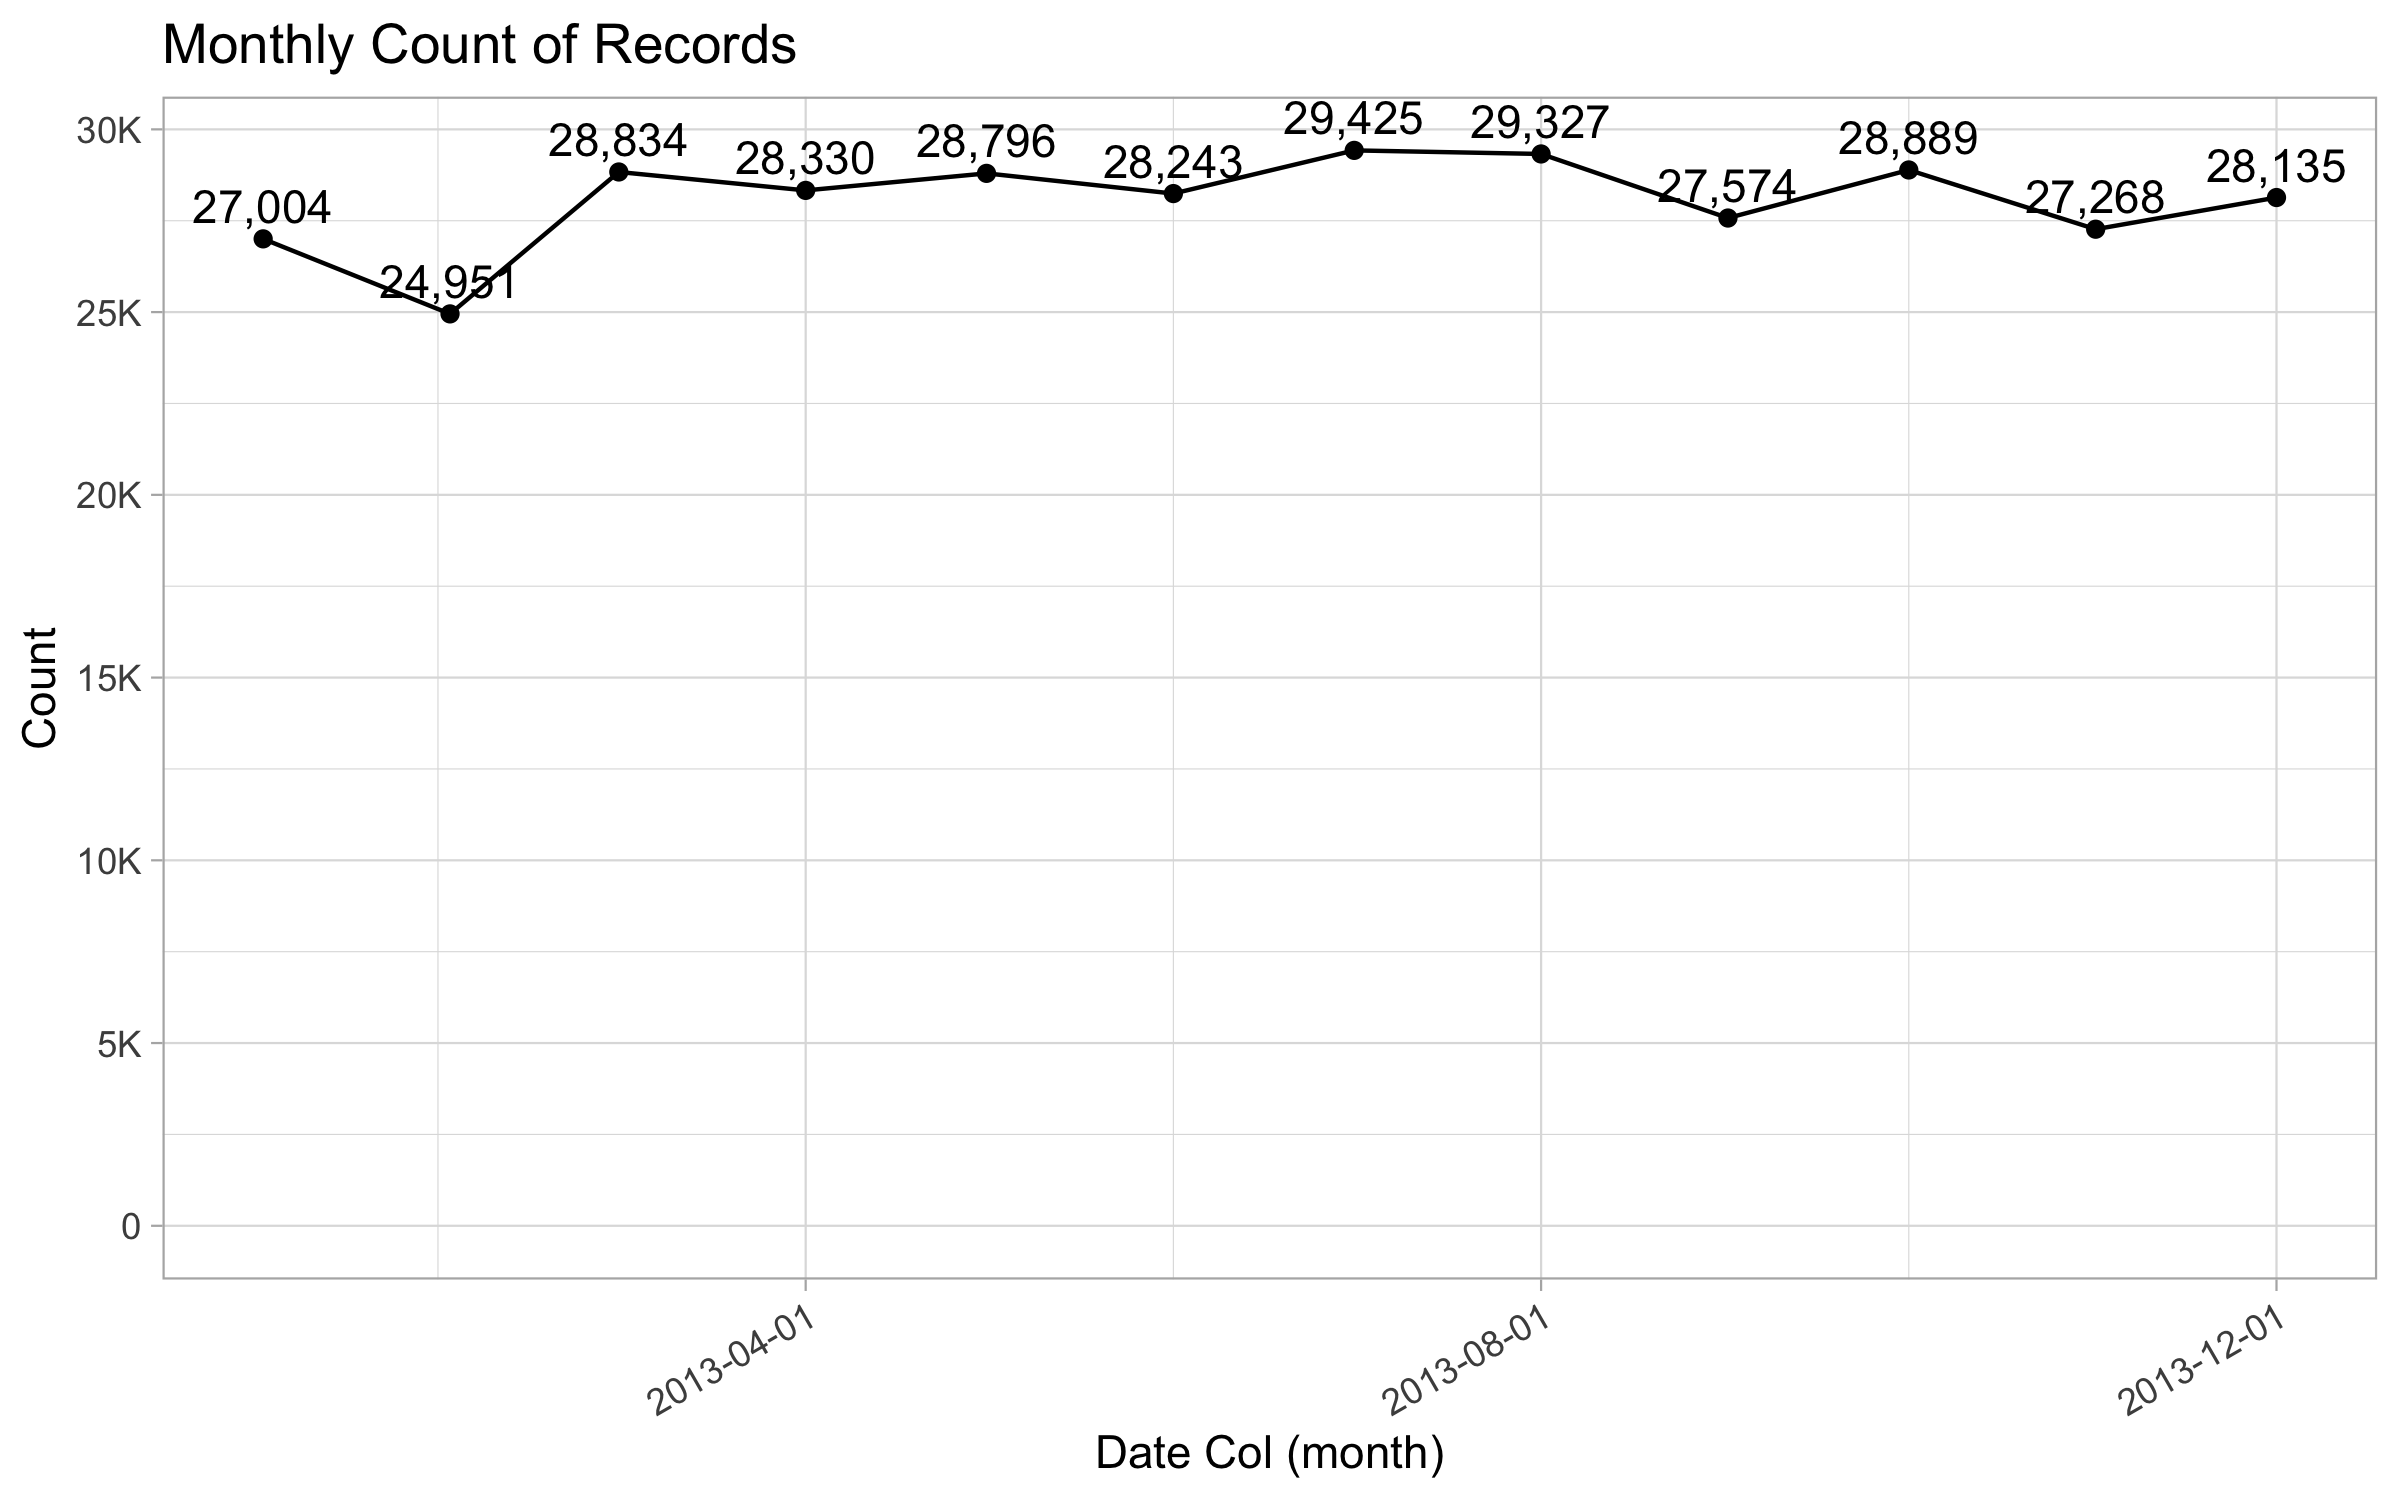 Monthly Count of Records
30K
25K
20K
15K
10K
5K
0
Count
27,004
24,951
28,834
28,330
28,796
28,243
29,425
29,327
27,574
28,889
27,268
28,135
2013-04-01
2013-08-01
2013-12-01
Date Col (month)